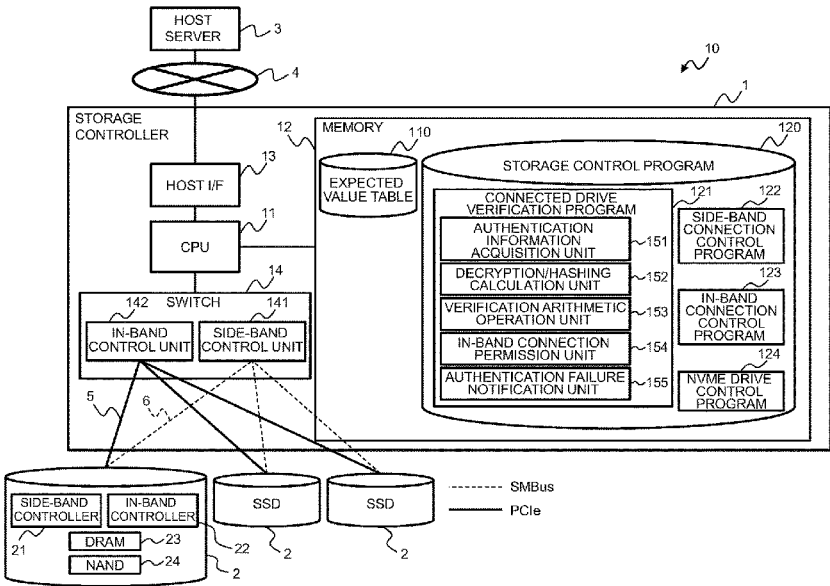 HOST
SERVER
3
4
10
1
STORAGE
CONTROLLER
12
MEMORY
110
120
13
HOST I/F
EXPECTED
VALUE TABLE
STORAGE CONTROL PROGRAM
11
CPU
CONNECTED DRIVE
VERIFICATION PROGRAM
121
122
AUTHENTICATION
INFORMATION
ACQUISITION UNIT
151
SIDE-BAND
CONNECTION
CONTROL
PROGRAM
DECRYPTION/HASHING
CALCULATION UNIT
152
VERIFICATION ARITHMETIC
OPERATION UNIT
153
123
IN-BAND
CONNECTION
CONTROL
PROGRAM
IN-BAND CONNECTION
PERMISSION UNIT
154
AUTHENTICATION FAILURE
NOTIFICATION UNIT
155
124
NVME DRIVE
CONTROL
PROGRAM
14
SWITCH
142
141
IN-BAND
CONTROL UNIT
SIDE-BAND
CONTROL UNIT
5
6
SIDE-BAND
CONTROLLER
IN-BAND
CONTROLLER
21
22
DRAM
23
NAND
24
2
SSD
2
SSD
2
SMBus
PCIe